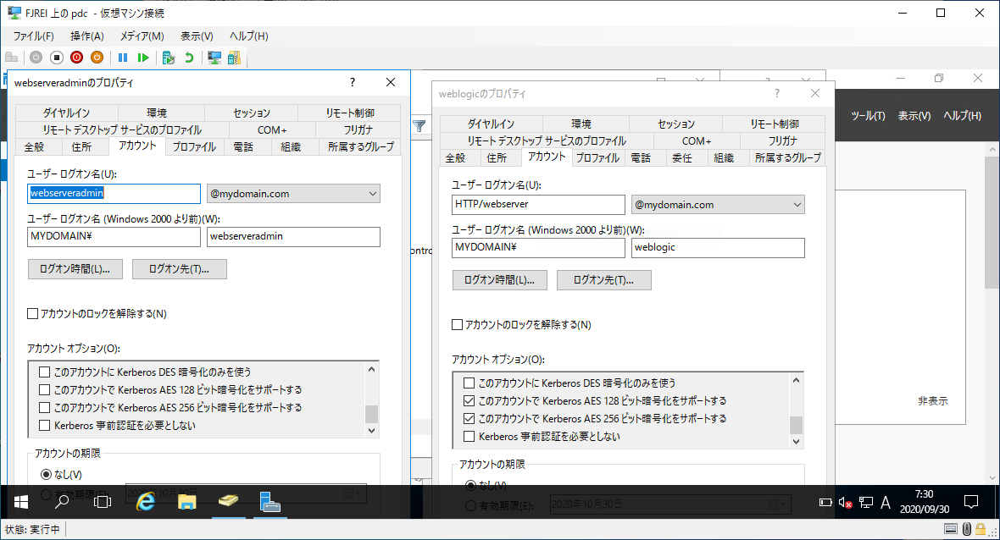 FJREI 上の pdc - 仮想マシン接続
ファイル(F) 操作(A) メディア(M) 表示(V) ヘルプ(H)
webserveradminのプロパティ ?
ダイヤルイン 環境 セッション リモート制御
リモート デスクトップ サービスのプロファイル COM+ フリガナ
全般 住所 アカウント プロファイル 電話 組織 所属するグループ
ユーザー ログオン名(U):
webserveradmin @mydomain.com
ユーザー ログオン名 (Windows 2000 より前)(W):
MYDOMAIN¥ webserveradmin
ログオン時間(L)... ログオン先(T)...
アカウントのロックを解除する(N)
アカウント オプション(O):
このアカウントに Kerberos DES 暗号化のみを使う
このアカウントで Kerberos AES 128 ビット暗号化をサポートする
このアカウントで Kerberos AES 256 ビット暗号化をサポートする
Kerberos 事前認証を必要としない
アカウントの期限
なし(V)
有効期限(E): 2020年10月30日
weblogicのプロパティ ?
ダイヤルイン 環境 セッション リモート制御
リモート デスクトップ サービスのプロファイル COM+ フリガナ
全般 住所 アカウント プロファイル 電話 委任 組織 所属するグループ
ユーザー ログオン名(U):
HTTP/webserver @mydomain.com
ユーザー ログオン名 (Windows 2000 より前)(W):
MYDOMAIN¥ weblogic
ログオン時間(L)... ログオン先(T)...
アカウントのロックを解除する(N)
アカウント オプション(O):
このアカウントに Kerberos DES 暗号化のみを使う
このアカウントで Kerberos AES 128 ビット暗号化をサポートする
このアカウントで Kerberos AES 256 ビット暗号化をサポートする
Kerberos 事前認証を必要としない
アカウントの期限
なし(V)
有効期限(E): 2020年10月30日
ontro
ツール(T) 表示(V) ヘルプ(H)
非表示
A 7:30
2020/09/30
状態: 実行中